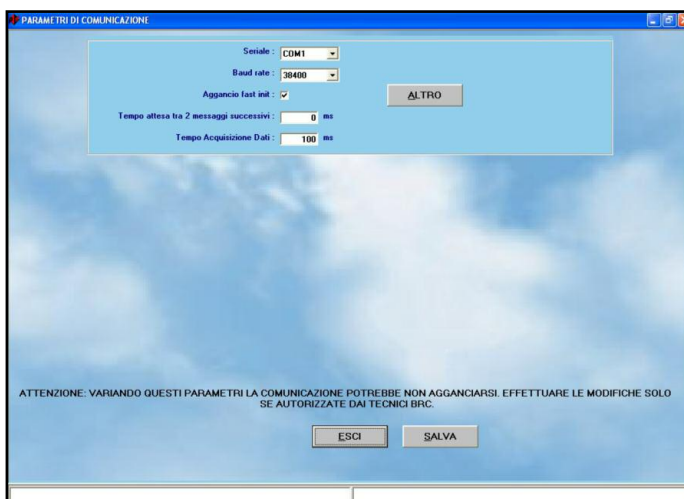 PARAMETRI DI COMUNICAZIONE
Seriale : COM1
Baud rate : 38400
Aggancio fast init :
ALTRO
Tempo attesa tra 2 messaggi successivi : 0 ms
Tempo Acquisizione Dati : 100 ms
ATTENZIONE: VARIANDO QUESTI PARAMETRI LA COMUNICAZIONE POTREBBE NON AGGANCIARSI. EFFETTUARE LE MODIFICHE SOLO
SE AUTORIZZATE DAI TECNICI BRC.
ESCI SALVA